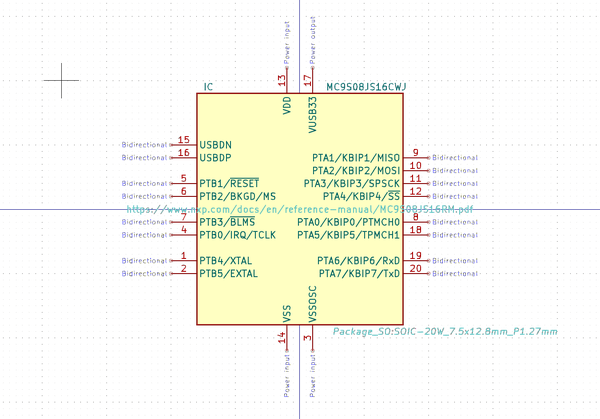 Power input
Power output
13
17
IC
MC9S08JS16CWJ
VDD
VUSB33
Bidirectional 15 USBDN
Bidirectional 16 USBDP
PTA1/KBIP1/MISO 9 Bidirectional
PTA2/KBIP2/MOSI 10 Bidirectional
Bidirectional 5 PTB1/RESET
PTA3/KBIP3/SPSCK 11 Bidirectional
Bidirectional 6 PTB2/BKGD/MS
PTA4/KBIP4/SS 12 Bidirectional
https://www.nxp.com/docs/en/reference-manual/MC9S08JS16RM.pdf
Bidirectional 7 PTB3/BLMS
PTA0/KBIP0/PTMCH0 8 Bidirectional
Bidirectional 4 PTB0/IRQ/TCLK
PTA5/KBIP5/TPMCH1 18 Bidirectional
Bidirectional 1 PTB4/XTAL
PTA6/KBIP6/RxD 19 Bidirectional
Bidirectional 2 PTB5/EXTAL
PTA7/KBIP7/TxD 20 Bidirectional
VSS
VSSOSC
Package_SO:SOIC-20W_7.5x12.8mm_P1.27mm
14
3
Power input
Power input